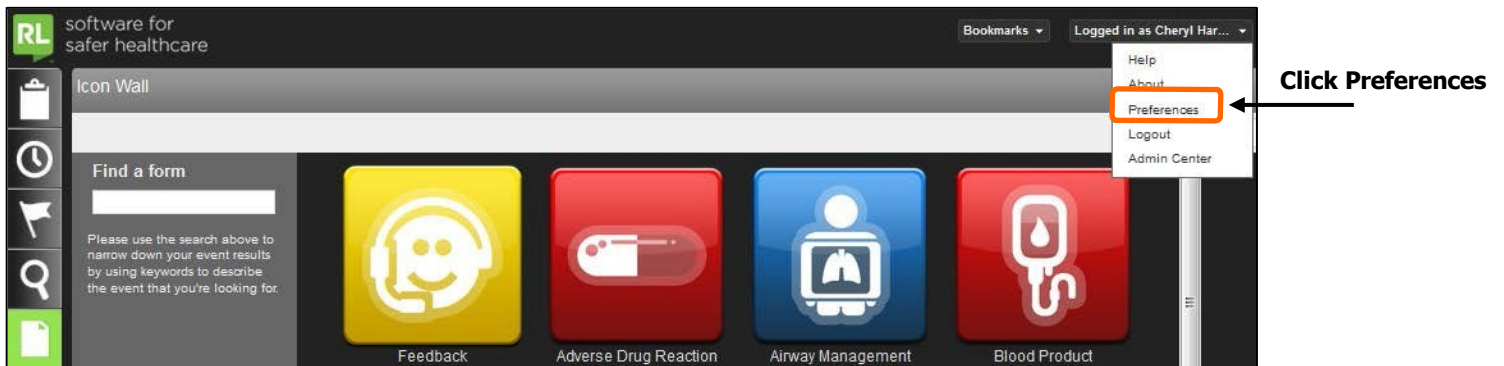 RL
software for
safer healthcare
Bookmarks
Logged in as Cheryl Har...
Help
About
Preferences
Logout
Admin Center
Click Preferences
Icon Wall
Find a form
Please use the search above to
narrow down your event results
by using keywords to describe
the event that you're looking for.
Feedback
Adverse Drug Reaction
Airway Management
Blood Product